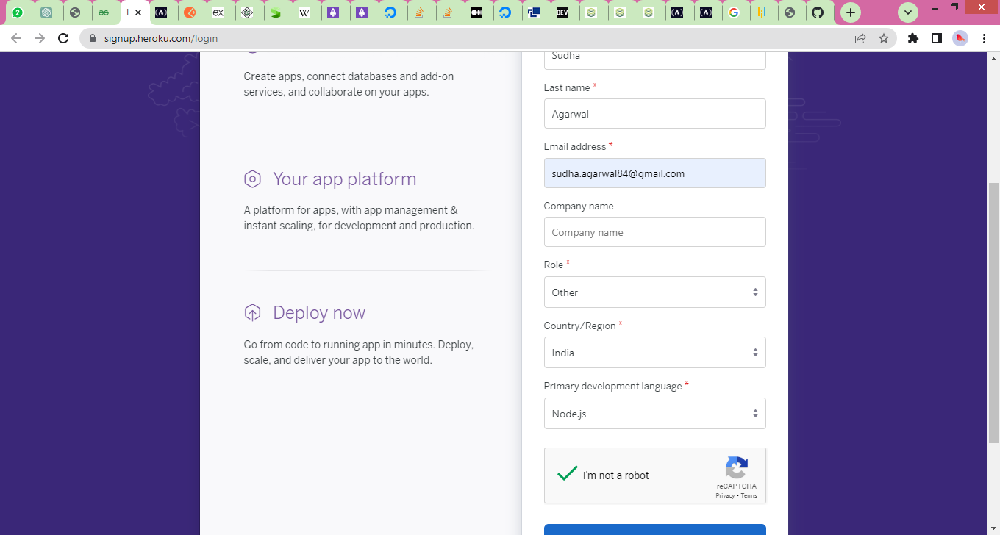 2
H
ex
W
DEV
G
signup.heroku.com/login
Create apps, connect databases and add-on
services, and collaborate on your apps.
Your app platform
A platform for apps, with app management &
instant scaling, for development and production.
Deploy now
Go from code to running app in minutes. Deploy,
scale, and deliver your app to the world.
Sudha
Last name *
Agarwal
Email address *
sudha.agarwal84@gmail.com
Company name
Company name
Role *
Other
Country/Region *
India
Primary development language *
Node.js
I'm not a robot
reCAPTCHA
Privacy - Terms